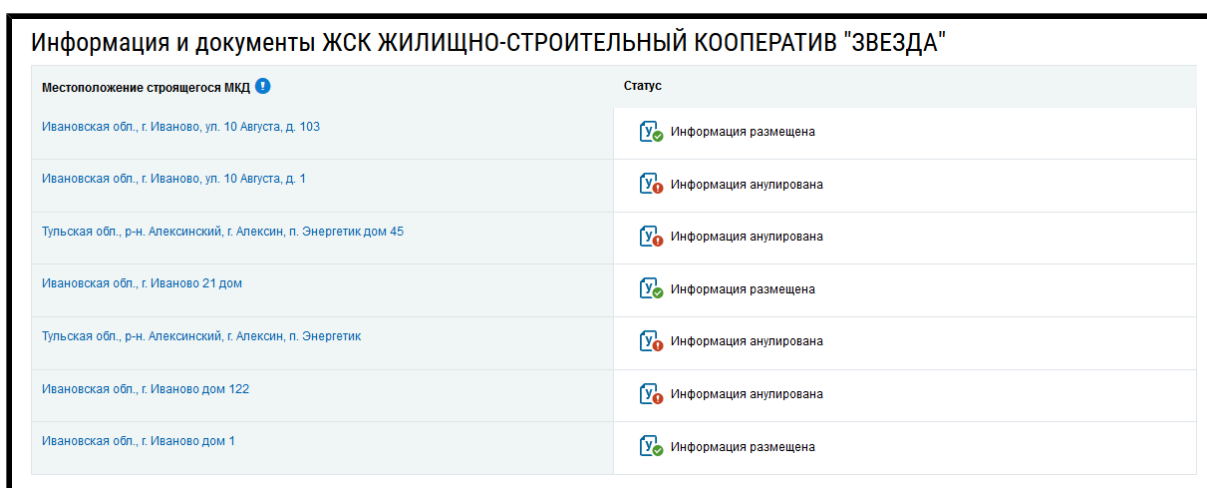 Информация и документы ЖСК ЖИЛИЩНО-СТРОИТЕЛЬНЫЙ КООПЕРАТИВ "ЗВЕЗДА"
Местоположение строящегося МКД Статус
Ивановская обл., г. Иваново, ул. 10 Августа, д. 103 Информация размещена
Ивановская обл., г. Иваново, ул. 10 Августа, д. 1 Информация анулирована
Тульская обл., р-н. Алексинский, г. Алексин, п. Энергетик дом 45 Информация анулирована
Ивановская обл., г. Иваново 21 дом Информация размещена
Тульская обл., р-н. Алексинский, г. Алексин, п. Энергетик Информация анулирована
Ивановская обл., г. Иваново дом 122 Информация анулирована
Ивановская обл., г. Иваново дом 1 Информация размещена